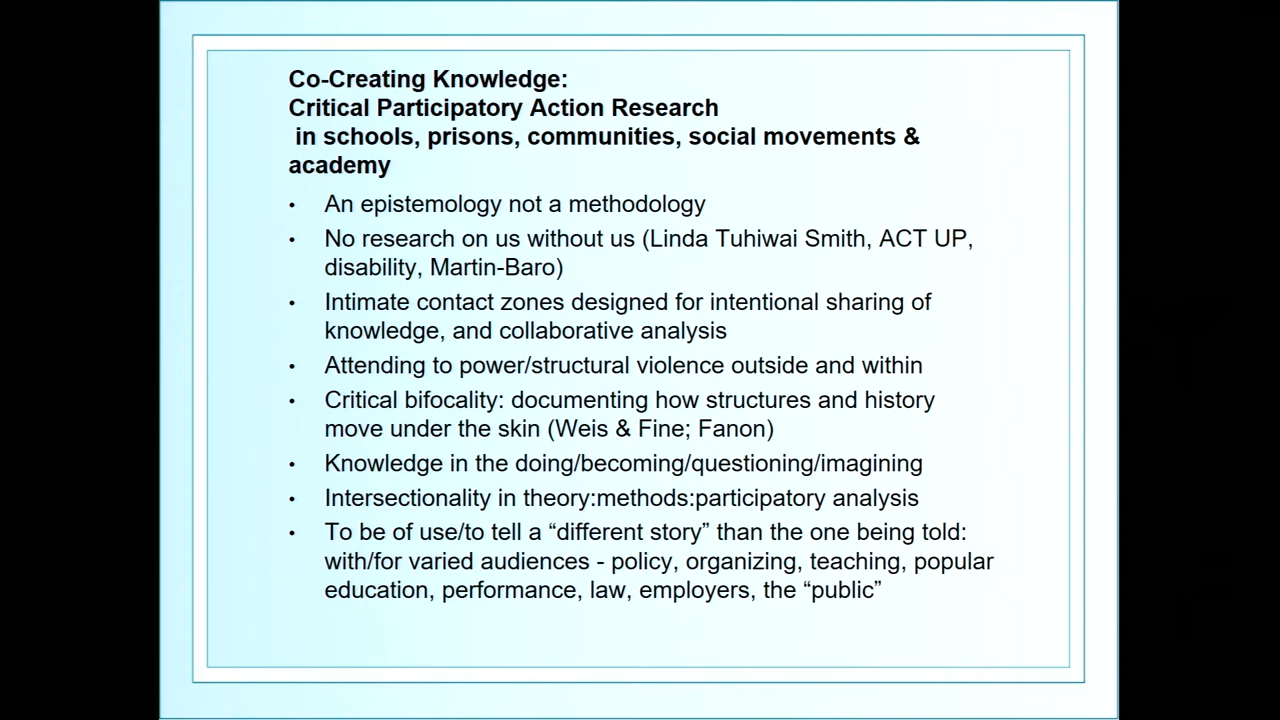 Co-Creating Knowledge:
Critical Participatory Action Research
in schools, prisons, communities, social movements &
academy
• An epistemology not a methodology
• No research on us without us (Linda Tuhiwai Smith, ACT UP,
disability, Martin-Baro)
• Intimate contact zones designed for intentional sharing of
knowledge, and collaborative analysis
• Attending to power/structural violence outside and within
• Critical bifocality: documenting how structures and history
move under the skin (Weis & Fine; Fanon)
• Knowledge in the doing/becoming/questioning/imagining
• Intersectionality in theory:methods:participatory analysis
• To be of use/to tell a “different story” than the one being told:
with/for varied audiences - policy, organizing, teaching, popular
education, performance, law, employers, the “public”